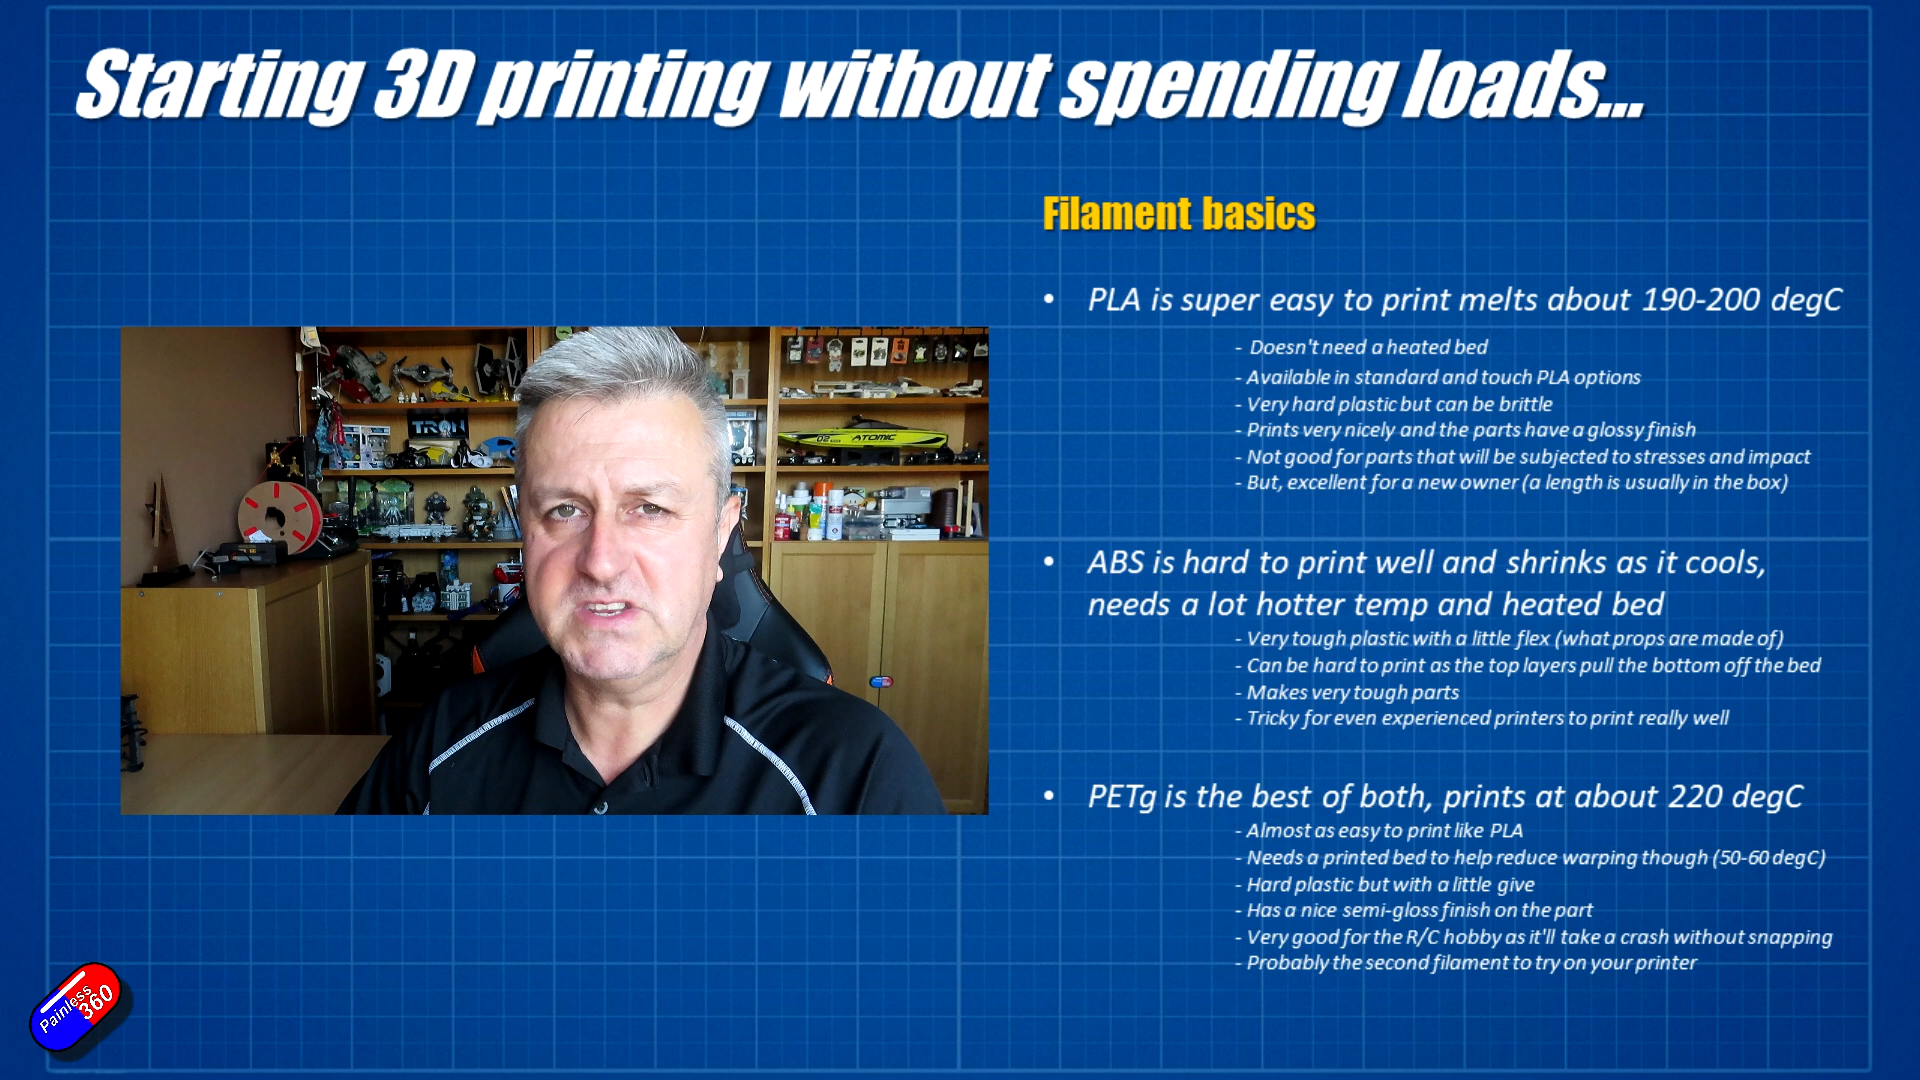 Starting 3D printing without spending loads...
Filament basics
• PLA is super easy to print melts about 190-200 degC
- Doesn't need a heated bed
- Available in standard and touch PLA options
- Very hard plastic but can be brittle
- Prints very nicely and the parts have a glossy finish
- Not good for parts that will be subjected to stresses and impact
- But, excellent for a new owner (a length is usually in the box)
• ABS is hard to print well and shrinks as it cools,
needs a lot hotter temp and heated bed
- Very tough plastic with a little flex (what props are made of)
- Can be hard to print as the top layers pull the bottom off the bed
- Makes very tough parts
- Tricky for even experienced printers to print really well
• PETg is the best of both, prints at about 220 degC
- Almost as easy to print like PLA
- Needs a printed bed to help reduce warping though (50-60 degC)
- Hard plastic but with a little give
- Has a nice semi-gloss finish on the part
- Very good for the R/C hobby as it'll take a crash without snapping
- Probably the second filament to try on your printer
TRON
02 ATOMIC
Painless
360